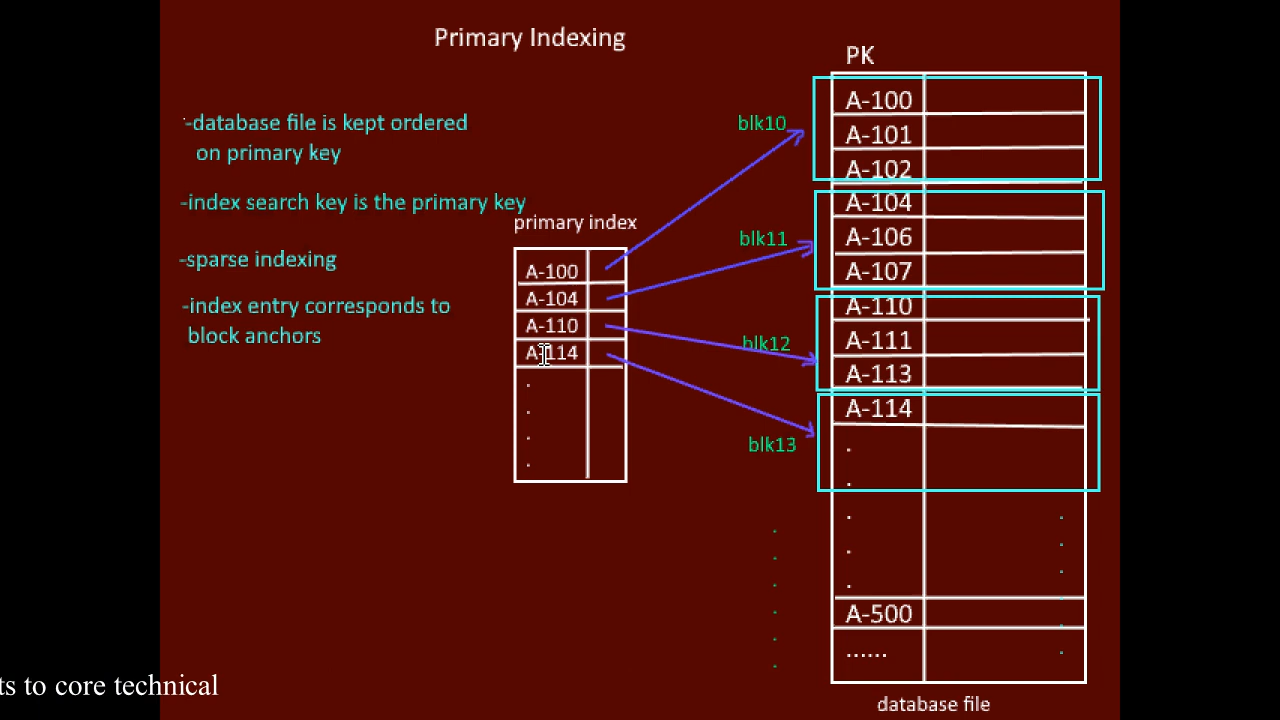 Primary Indexing
-database file is kept ordered
on primary key
-index search key is the primary key
-sparse indexing
-index entry corresponds to
block anchors
primary index
A-100
A-104
A-110
A-114
.
.
.
.
blk10
blk11
blk12
blk13
PK
A-100
A-101
A-102
A-104
A-106
A-107
A-110
A-111
A-113
A-114
.
.
.
.
.
A-500
......
database file
ts to core technical